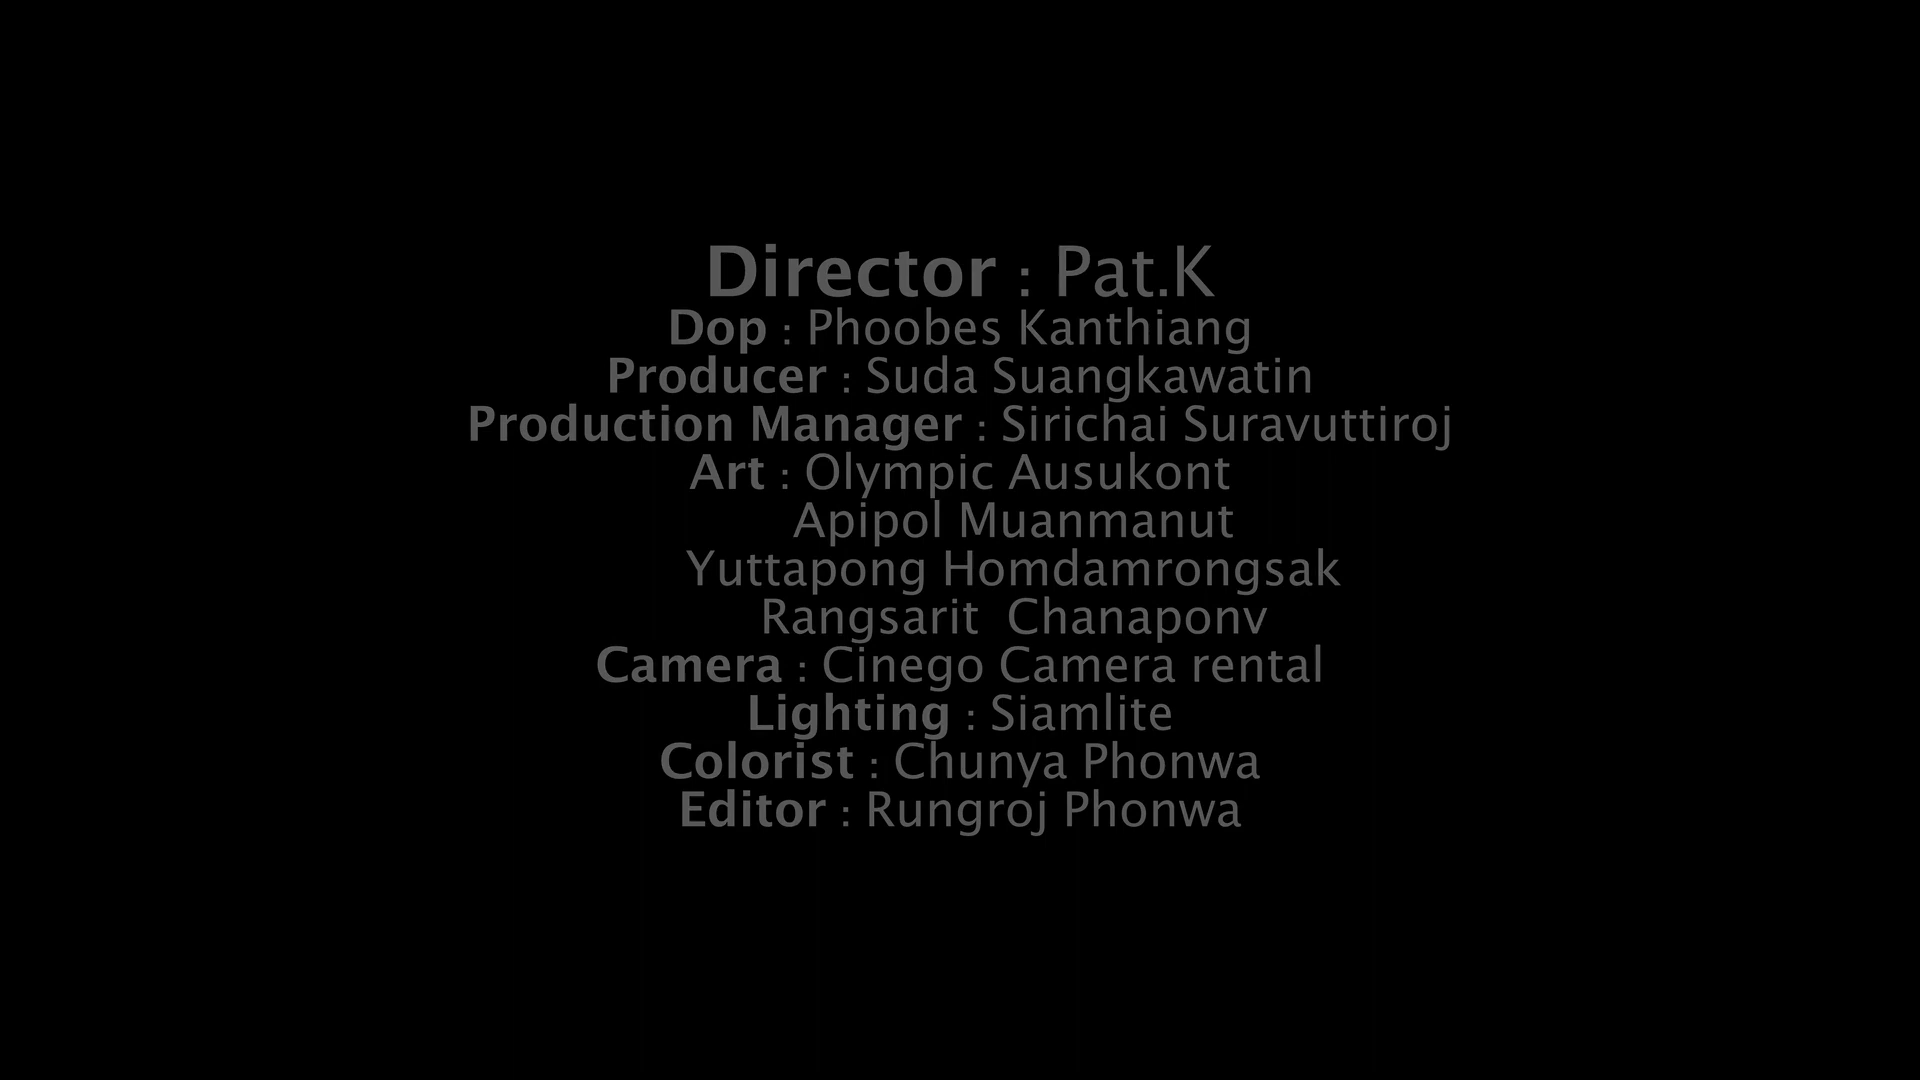 Director : Pat.K
Dop : Phoobes Kanthiang
Producer : Suda Suangkawatin
Production Manager : Sirichai Suravuttiroj
Art : Olympic Ausukont
Apipol Muanmanut
Yuttapong Homdamrongsak
Rangsarit  Chanaponv
Camera : Cinego Camera rental
Lighting : Siamlite
Colorist : Chunya Phonwa
Editor : Rungroj Phonwa